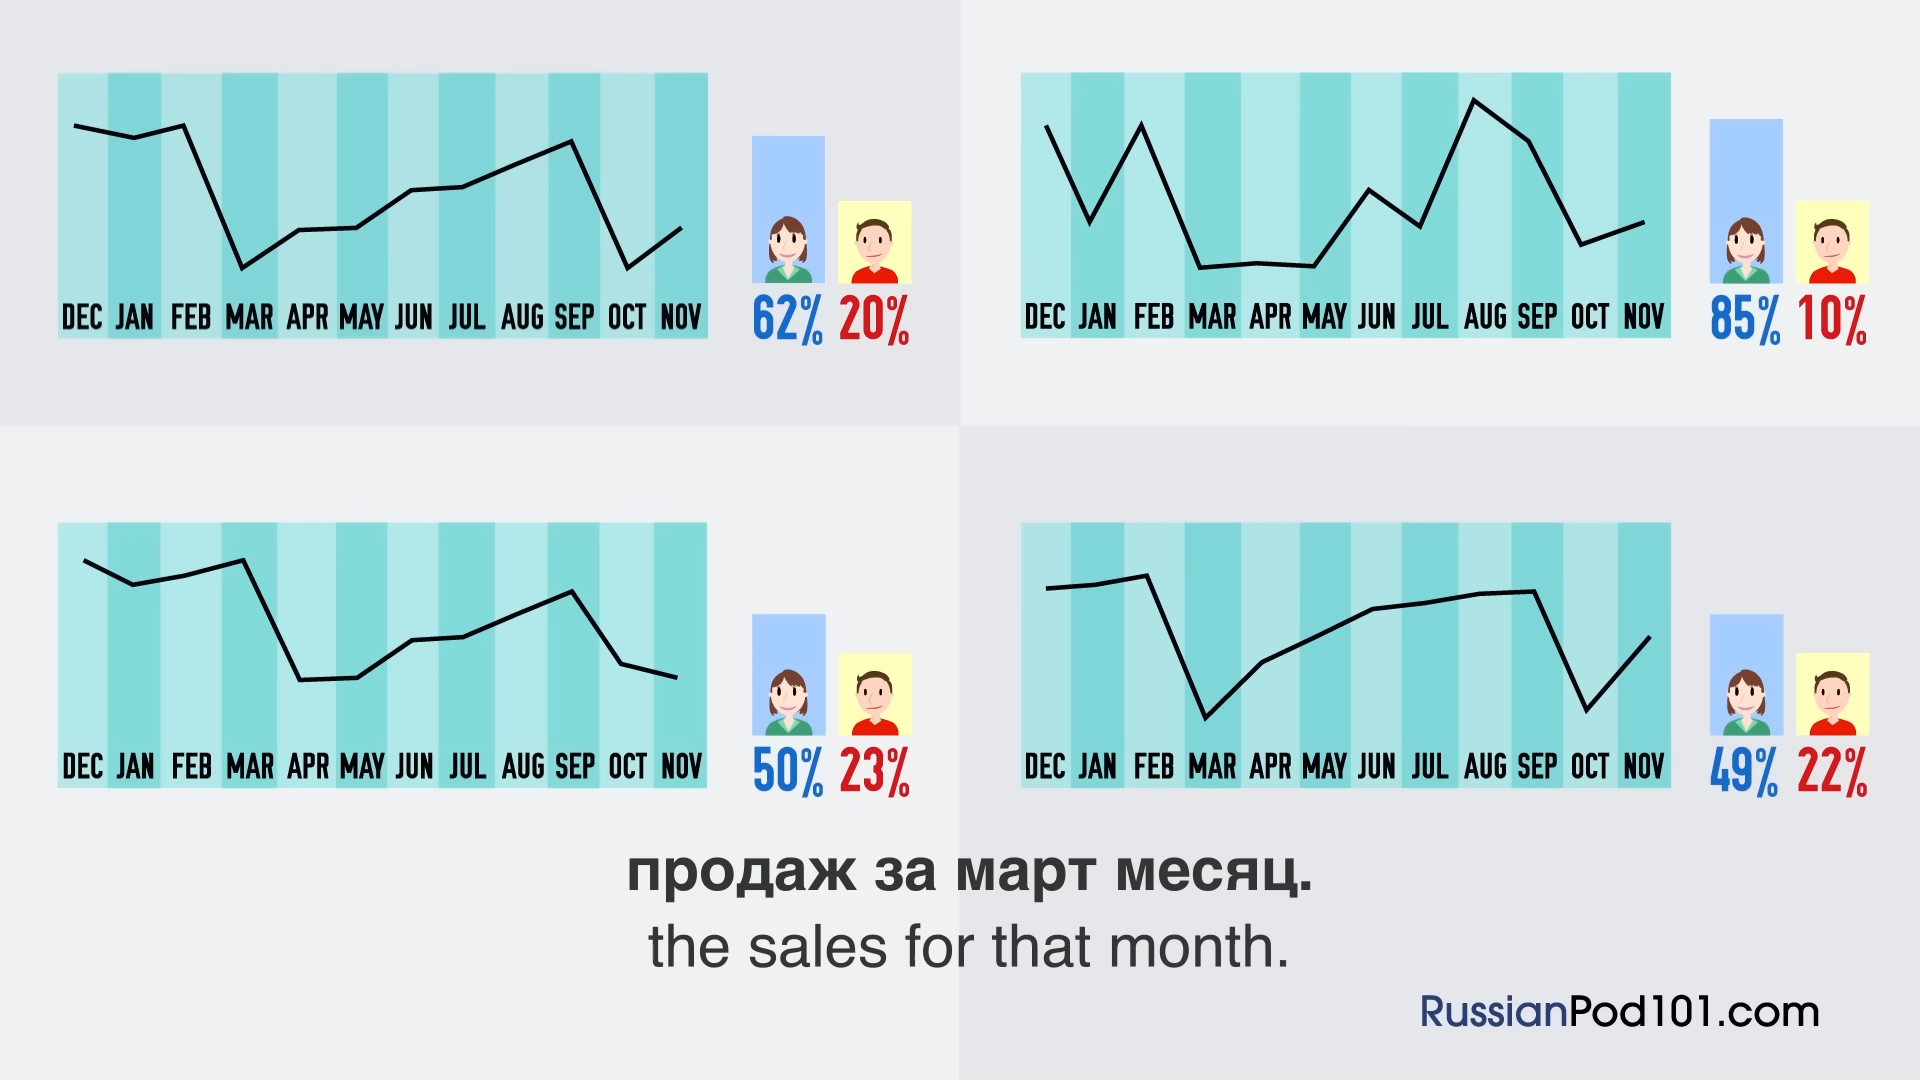 DEC JAN FEB MAR APR MAY JUN JUL AUG SEP OCT NOV
62% 20%
DEC JAN FEB MAR APR MAY JUN JUL AUG SEP OCT NOV
85% 10%
DEC JAN FEB MAR APR MAY JUN JUL AUG SEP OCT NOV
50% 23%
DEC JAN FEB MAR APR MAY JUN JUL AUG SEP OCT NOV
49% 22%
продаж за март месяц.
the sales for that month.
RussianPod101.com